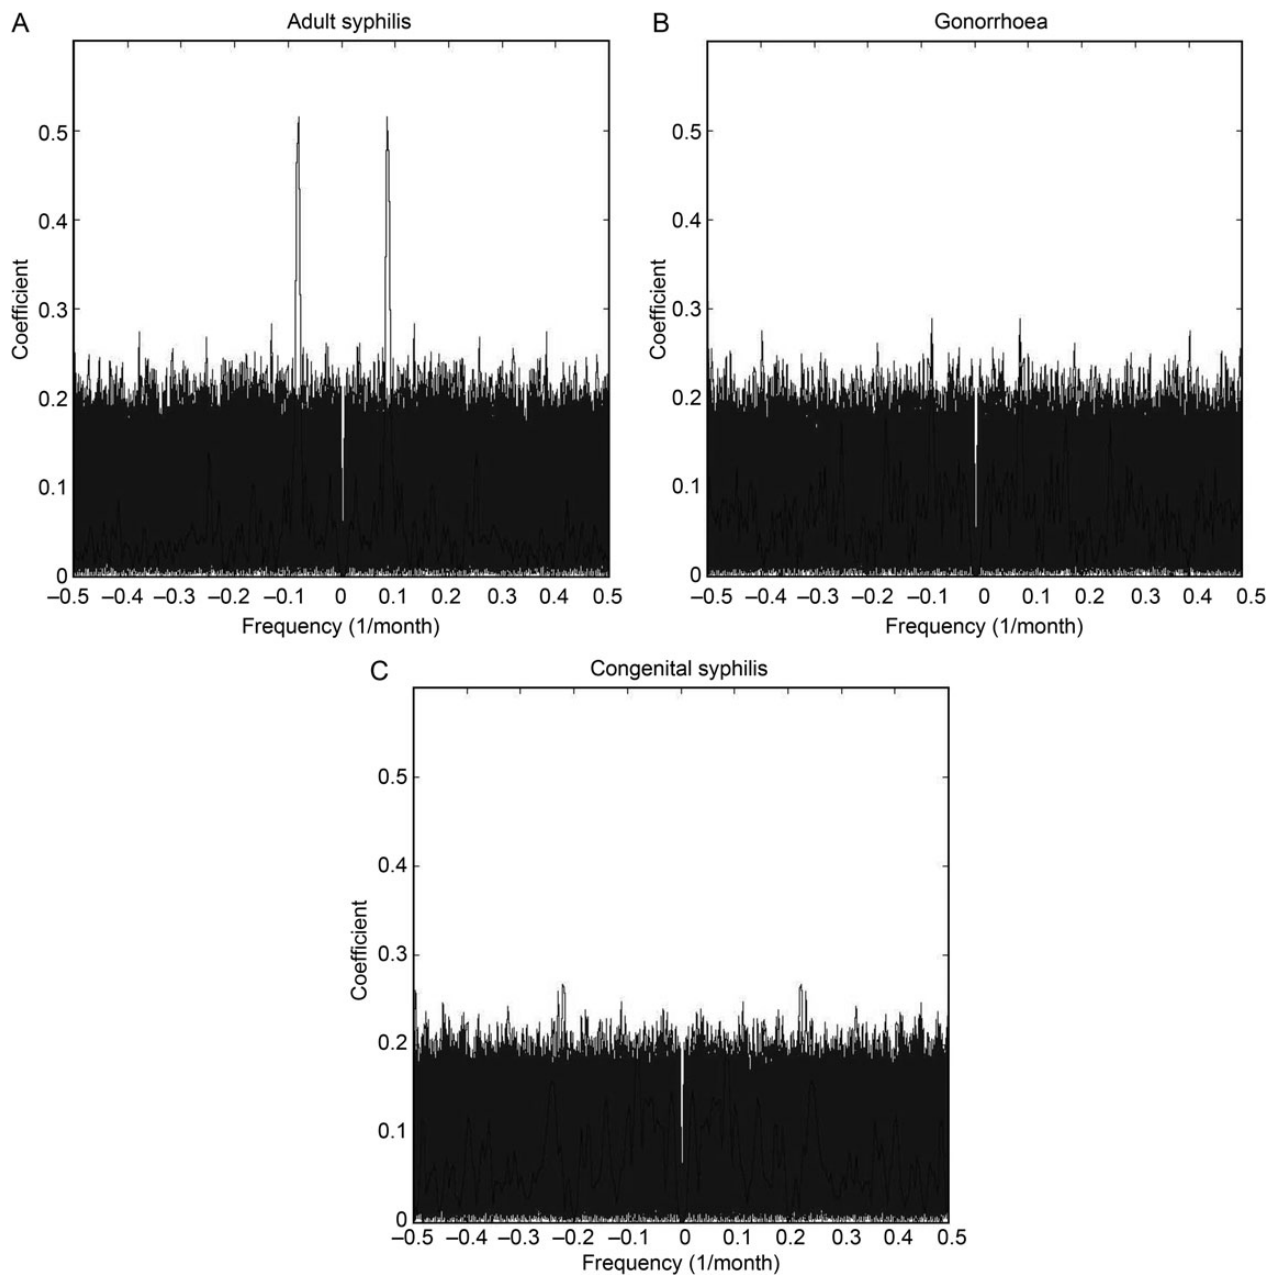 A
Adult syphilis
0.5
0.4
0.3
0.2
0.1
0
Coefficient
–0.5 –0.4 –0.3 –0.2 –0.1 0 0.1 0.2 0.3 0.4 0.5
Frequency (1/month)
B
Gonorrhoea
0.5
0.4
0.3
0.2
0.1
0
Coefficient
–0.5 –0.4 –0.3 –0.2 –0.1 0 0.1 0.2 0.3 0.4 0.5
Frequency (1/month)
C
Congenital syphilis
0.5
0.4
0.3
0.2
0.1
0
Coefficient
–0.5 –0.4 –0.3 –0.2 –0.1 0 0.1 0.2 0.3 0.4 0.5
Frequency (1/month)